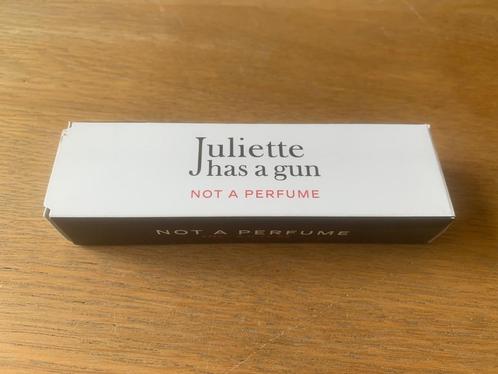 Juliette
has a gun
NOT A PERFUME
NOT A PERFUME